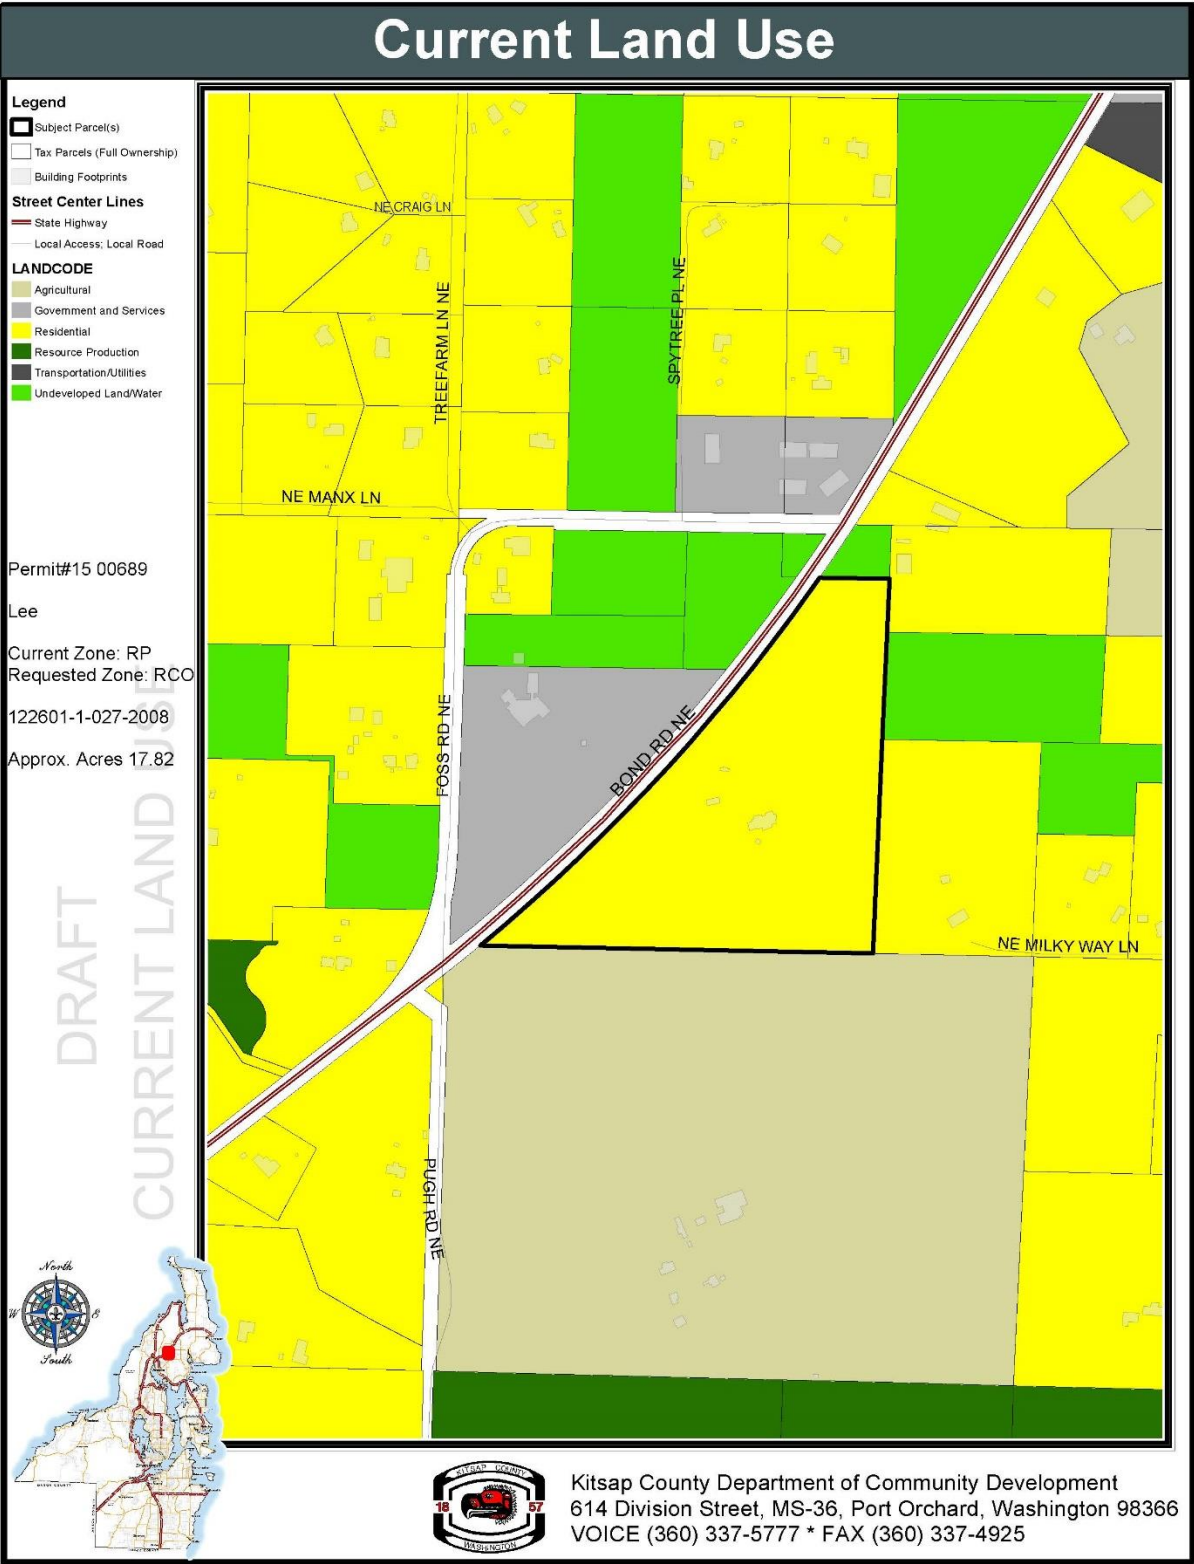 Current Land Use
Legend
Subject Parcel(s)
Tax Parcels (Full Ownership)
Building Footprints
Street Center Lines
State Highway
Local Access; Local Road
LANDCODE
Agricultural
Government and Services
Residential
Resource Production
Transportation/Utilities
Undeveloped Land/Water
Permit#15 00689
Lee
Current Zone: RP
Requested Zone: RCO
122601-1-027-2008
Approx. Acres 17.82
DRAFT
CURRENT LAND USE
NE CRAIG LN
TREEFARM LN NE
SPYTREE PL NE
NE MANX LN
FOSS RD NE
BOND RD NE
NE MILKY WAY LN
PUGH RD NE
North
W
E
South
KITSAP COUNTY
18 57
WASHINGTON
Kitsap County Department of Community Development
614 Division Street, MS-36, Port Orchard, Washington 98366
VOICE (360) 337-5777 * FAX (360) 337-4925